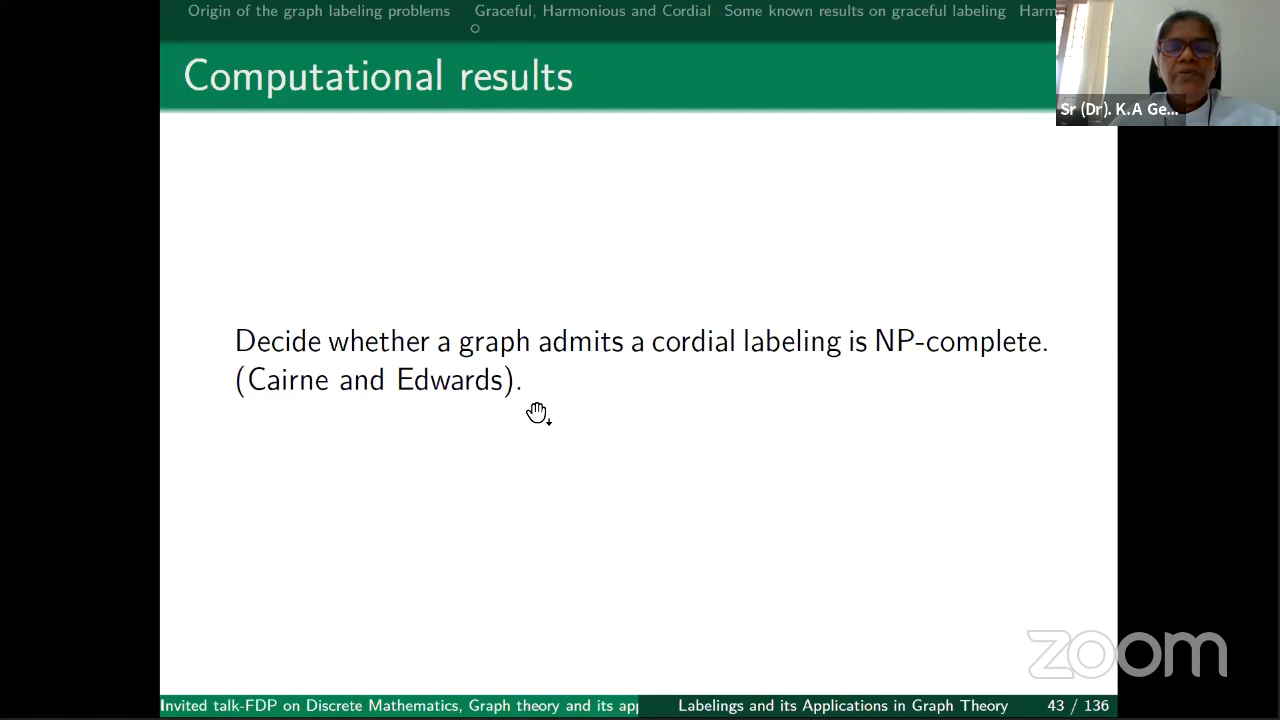 Origin of the graph labeling problems Graceful, Harmonious and Cordial Some known results on graceful labeling Harm
Sr (Dr). K.A Ge...
Computational results
Decide whether a graph admits a cordial labeling is NP-complete.
(Cairne and Edwards).
zoom
Invited talk-FDP on Discrete Mathematics, Graph theory and its app Labelings and its Applications in Graph Theory 43 / 136